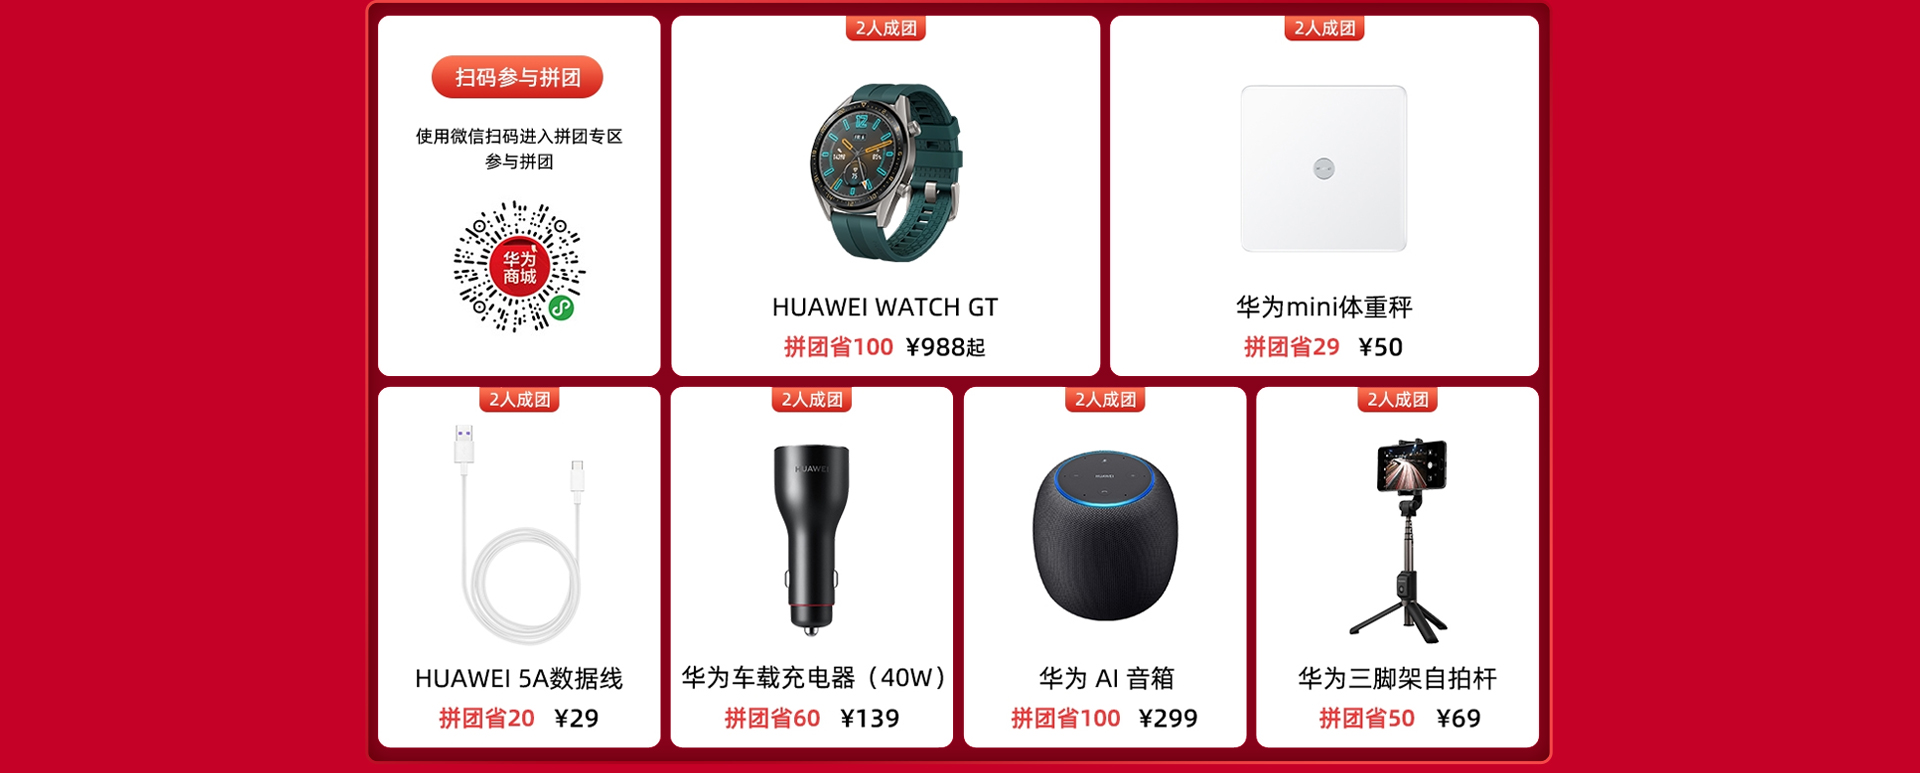 扫码参与拼团
使用微信扫码进入拼团专区
参与拼团
华为
商城
2人成团
HUAWEI WATCH GT
拼团省100 ¥988起
2人成团
华为mini体重秤
拼团省29 ¥50
2人成团
HUAWEI 5A数据线
拼团省20 ¥29
2人成团
HUAWEI
华为车载充电器（40W）
拼团省60 ¥139
2人成团
HUAWEI
华为 AI 音箱
拼团省100 ¥299
2人成团
华为三脚架自拍杆
拼团省50 ¥69